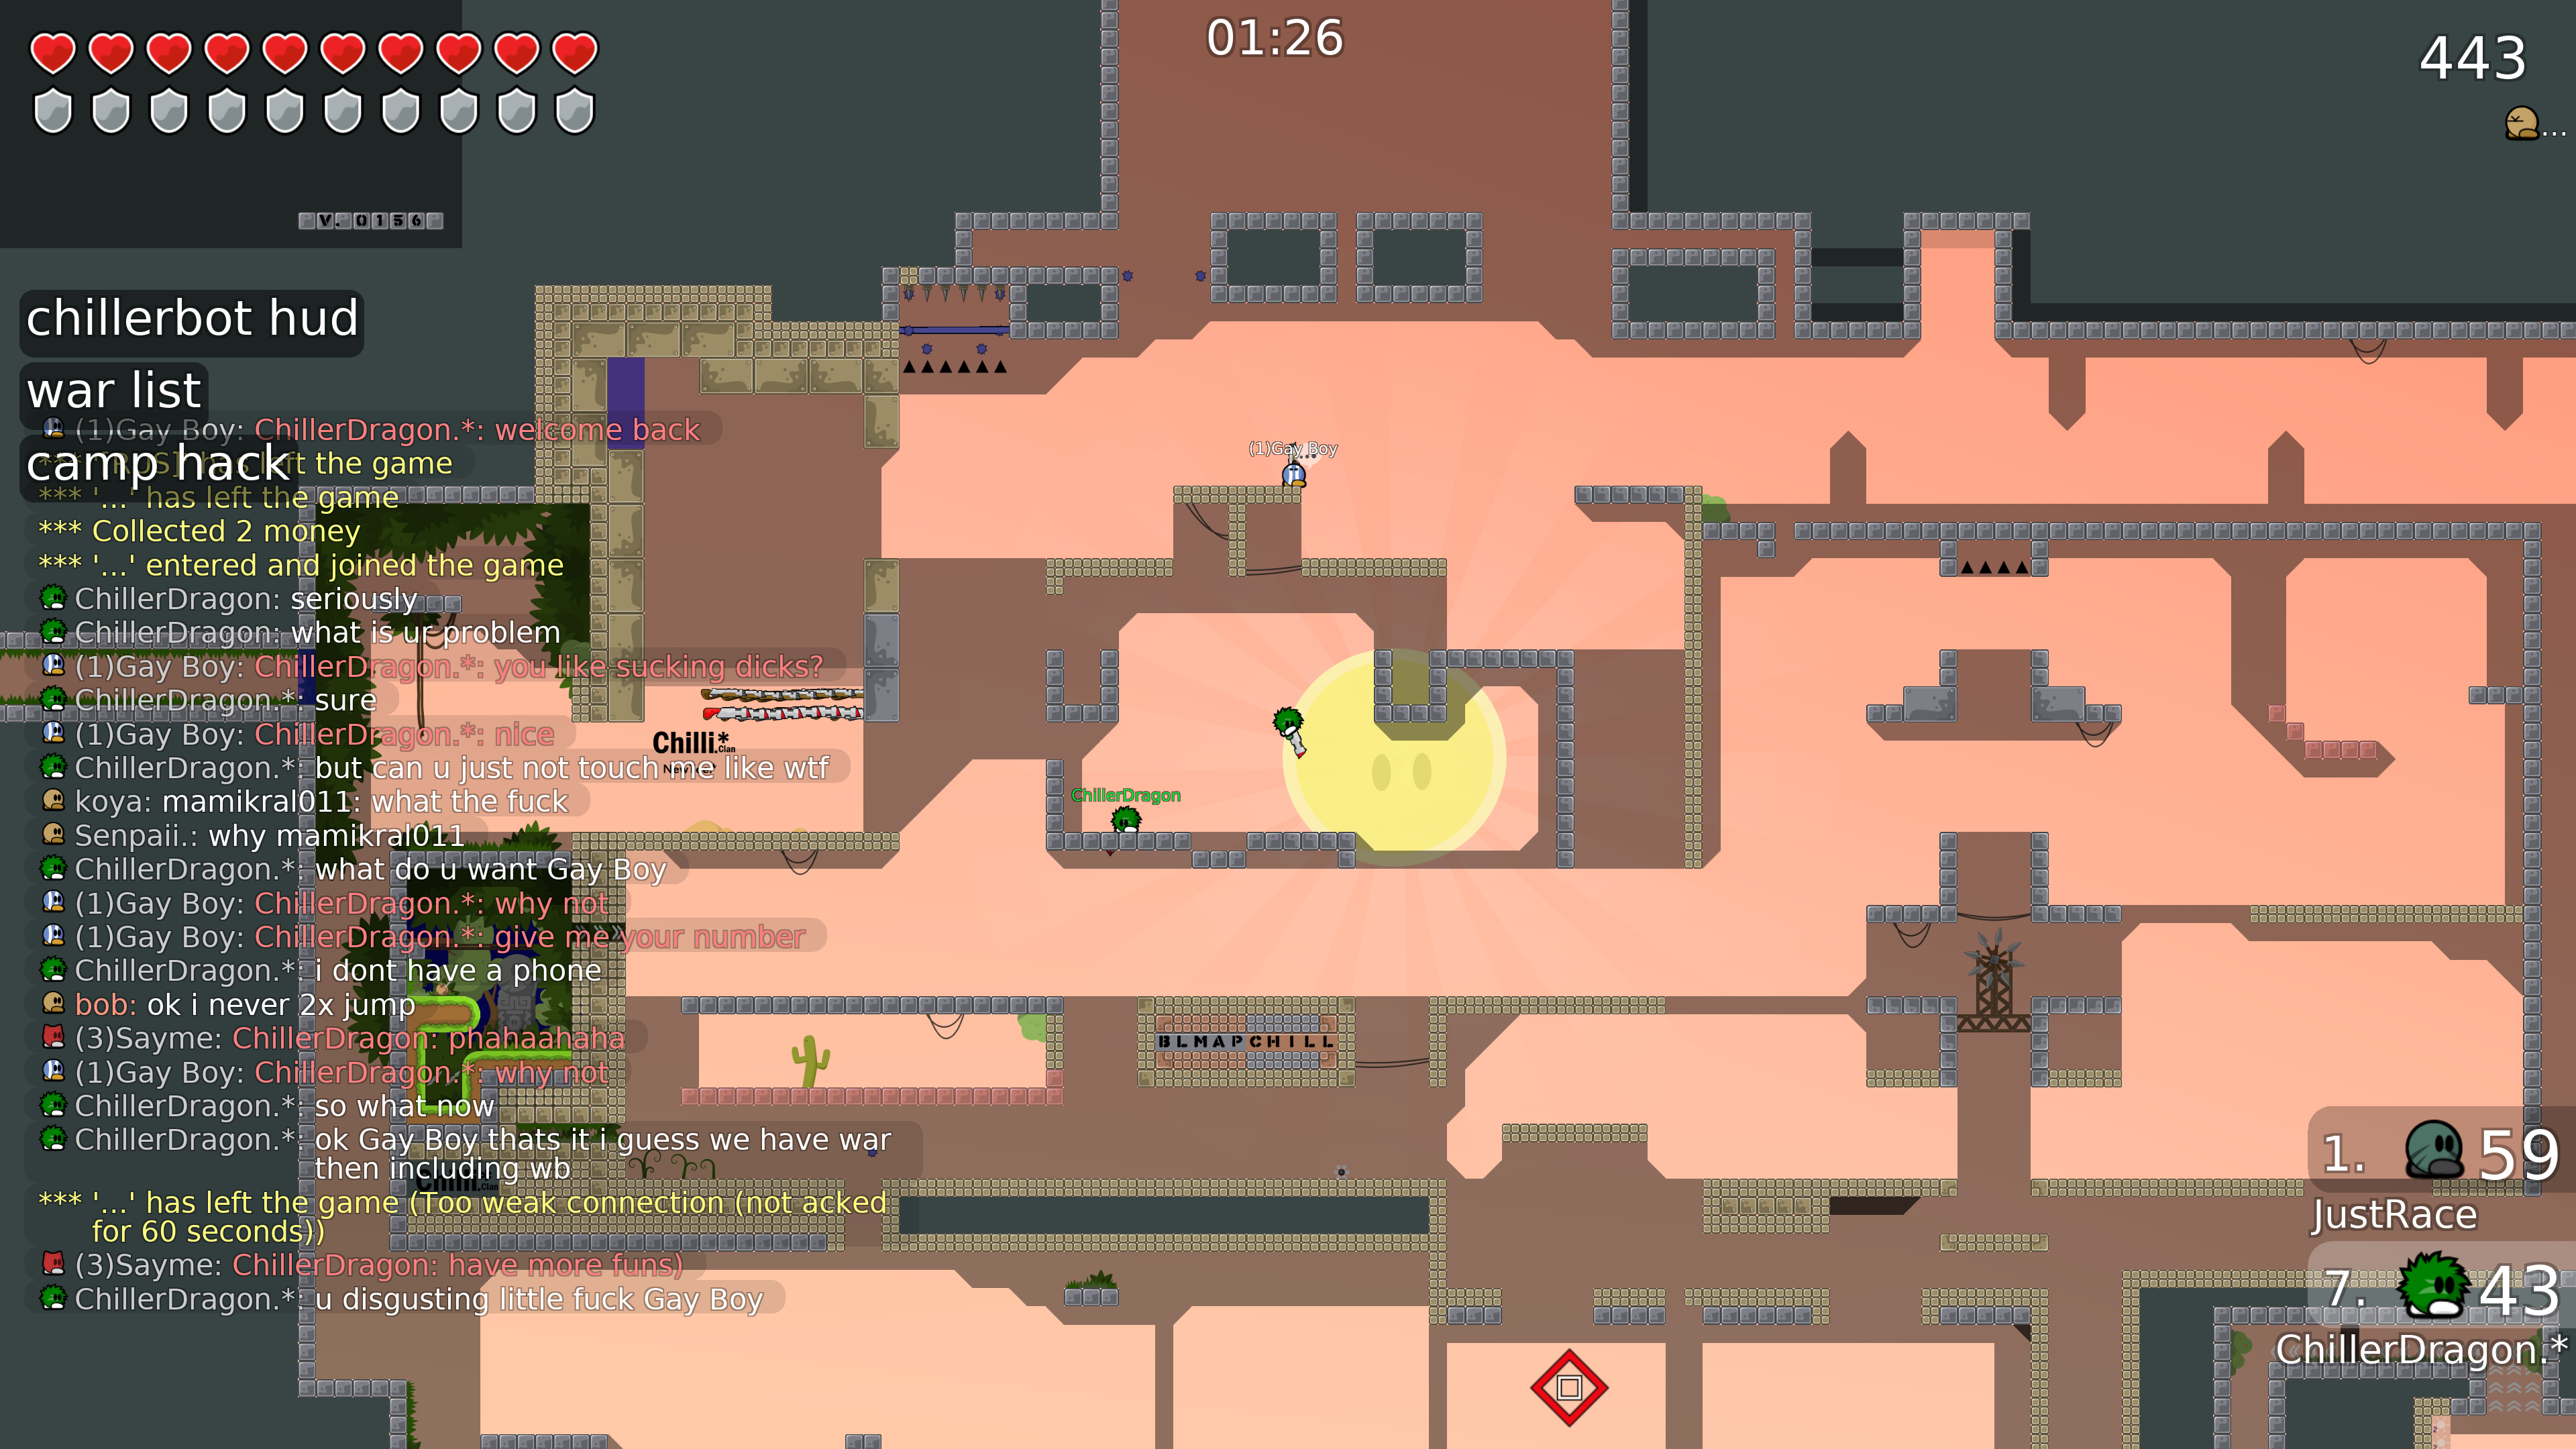 01:26
443
...
V. 0156
chillerbot hud
war list
camp hack
(1)Gay Boy: ChillerDragon.*: welcome back
has left the game
*** '...' has left the game
*** Collected 2 money
*** '...' entered and joined the game
ChillerDragon: seriously
ChillerDragon: what is ur problem
(1)Gay Boy: ChillerDragon.*: you like sucking dicks?
ChillerDragon.*: sure
(1)Gay Boy: ChillerDragon.*: nice
ChillerDragon.*: but can u just not touch me like wtf
koya: mamikral011: what the fuck
Senpaii.: why mamikral011
ChillerDragon.*: what do u want Gay Boy
(1)Gay Boy: ChillerDragon.*: why not
(1)Gay Boy: ChillerDragon.*: give me your number
ChillerDragon.*: i dont have a phone
bob: ok i never 2x jump
(3)Sayme: ChillerDragon: phahaahaha
(1)Gay Boy: ChillerDragon.*: why not
ChillerDragon.*: so what now
ChillerDragon.*: ok Gay Boy thats it i guess we have war
then including wb
*** '...' has left the game (Too weak connection (not acked
for 60 seconds))
(3)Sayme: ChillerDragon: have more funs)
ChillerDragon.*: u disgusting little fuck Gay Boy
(1)Gay Boy
Chilli.*
Clan
ChillerDragon
BLMAPCHILL
1. 59
JustRace
7. 43
ChillerDragon.*